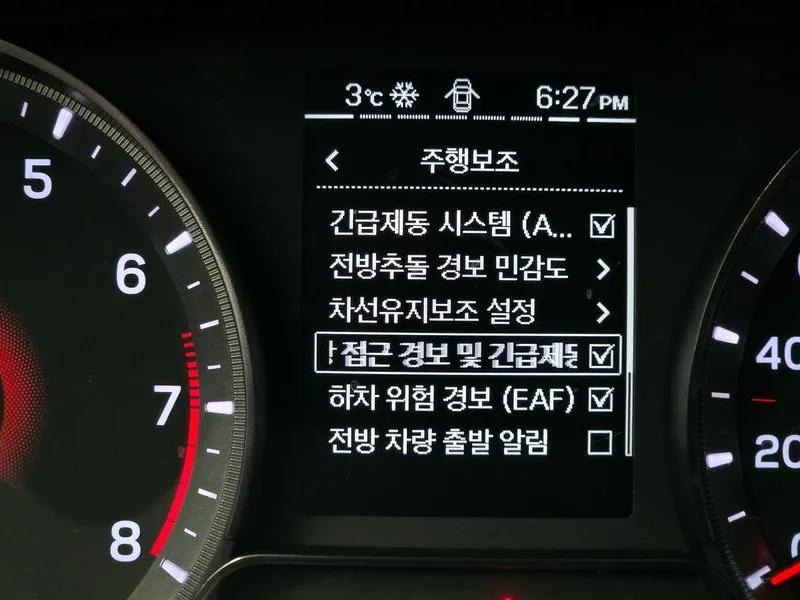 3℃ 6:27PM
주행보조
긴급제동 시스템 (A...
전방추돌 경보 민감도
차선유지보조 설정
접근 경보 및 긴급제동
하차 위험 경보 (EAF)
전방 차량 출발 알림
5
6
7
8
40
20
0